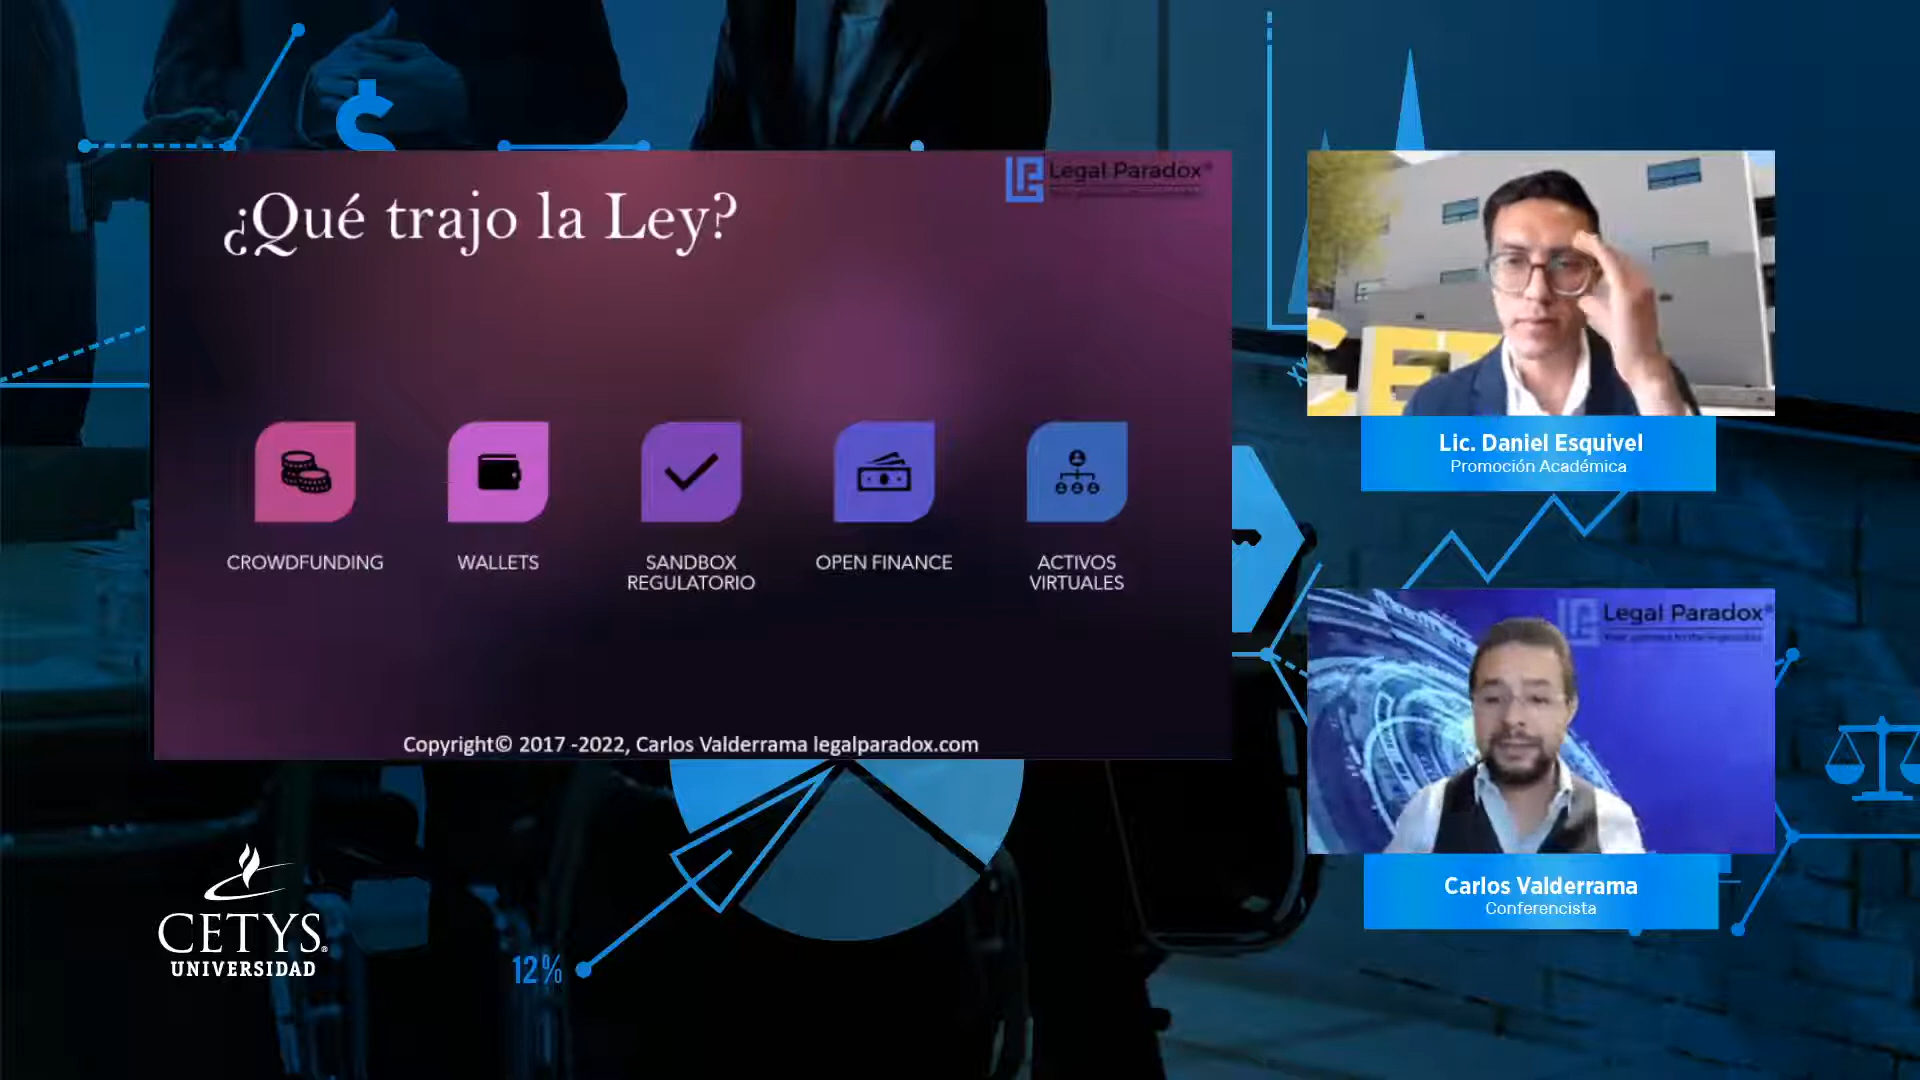 ¿Qué trajo la Ley?
Legal Paradox®
CROWDFUNDING
WALLETS
SANDBOX
REGULATORIO
OPEN FINANCE
ACTIVOS
VIRTUALES
Copyright© 2017 -2022, Carlos Valderrama legalparadox.com
CET
Lic. Daniel Esquivel
Promoción Académica
Legal Paradox®
Carlos Valderrama
Conferencista
CETYS®
UNIVERSIDAD
12%